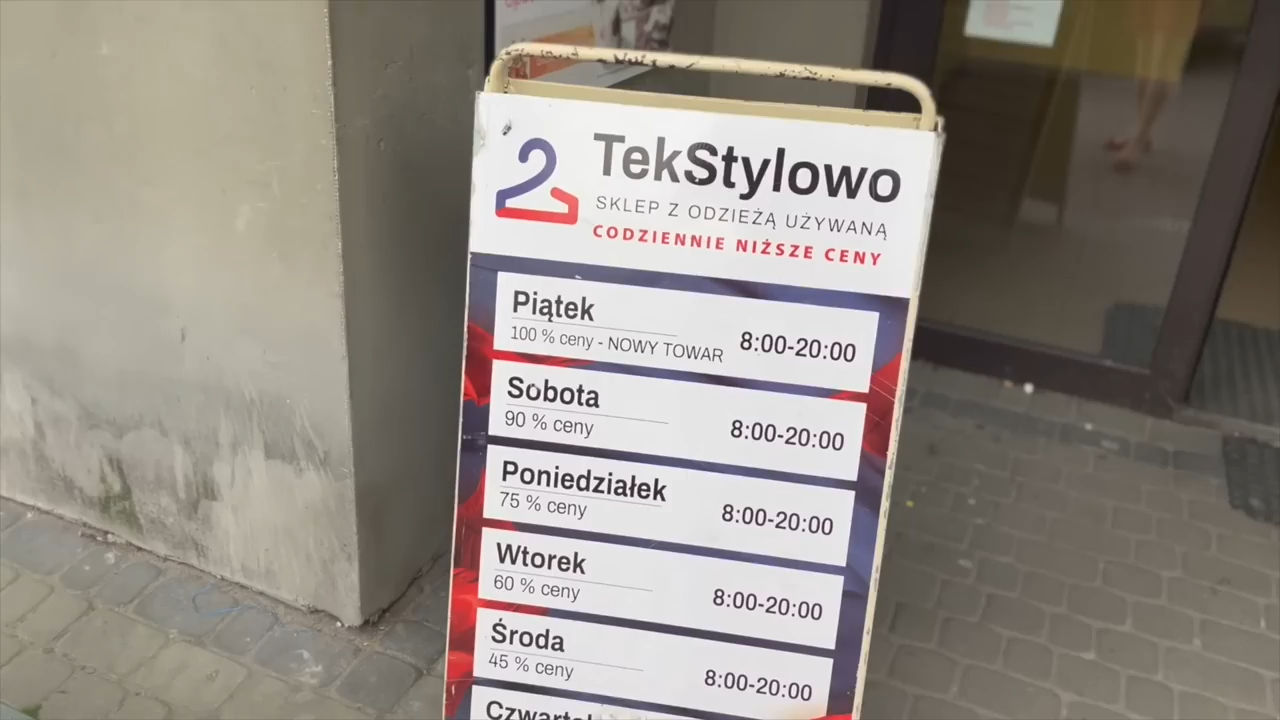 TekStylowo
SKLEP Z ODZIEŻĄ UŻYWANĄ
CODZIENNIE NIŻSZE CENY
Piątek
100 % ceny - NOWY TOWAR
8:00-20:00
Sobota
90 % ceny
8:00-20:00
Poniedziałek
75 % ceny
8:00-20:00
Wtorek
60 % ceny
8:00-20:00
Środa
45 % ceny
8:00-20:00